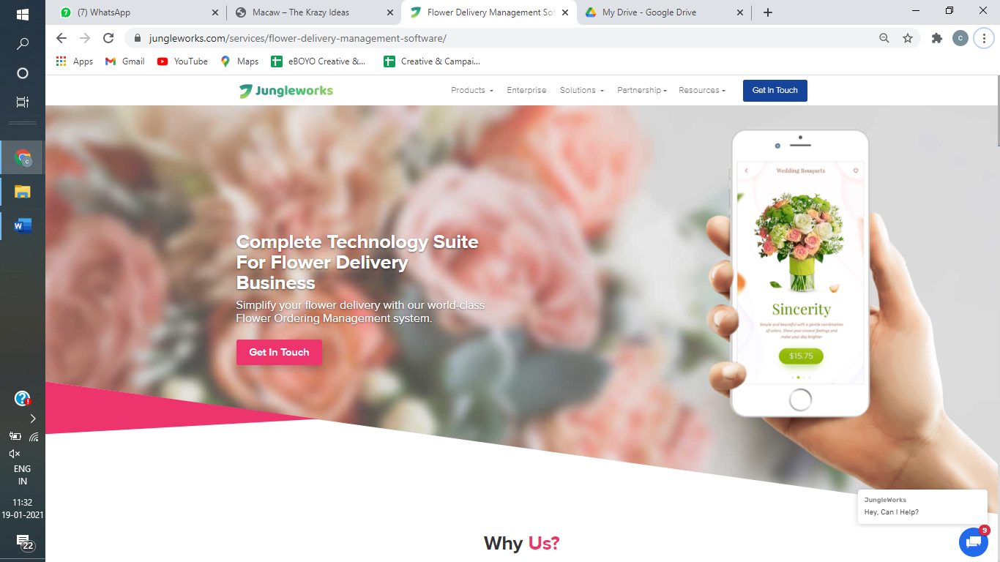 (7) WhatsApp
Macaw – The Krazy Ideas
Flower Delivery Management Sof
My Drive - Google Drive
jungleworks.com/services/flower-delivery-management-software/
C
Apps
Gmail
YouTube
Maps
eBOYO Creative &...
Creative & Campai...
Jungleworks
Products
Enterprise
Solutions
Partnership
Resources
Get In Touch
Complete Technology Suite
For Flower Delivery
Business
Simplify your flower delivery with our world-class
Flower Ordering Management system.
Get In Touch
Wedding Bouquets
Sincerity
Simple and beautiful with a gentle combination
of colors. Show your sincere feelings and
make your day brighter
$15.75
JungleWorks
Hey, Can I Help?
9
Why Us?
ENG
IN
11:32
19-01-2021
22